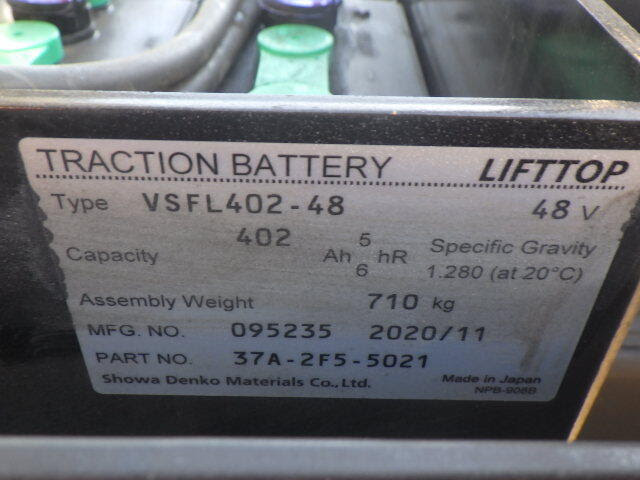 TRACTION BATTERY LIFTTOP
Type VSFL402-48 48 V
Capacity 402 Ah 5 hR Specific Gravity
6 1.280 (at 20°C)
Assembly Weight 710 kg
MFG. NO. 095235 2020/11
PART NO. 37A-2F5-5021
Showa Denko Materials Co., Ltd. Made in Japan
NPB-908B